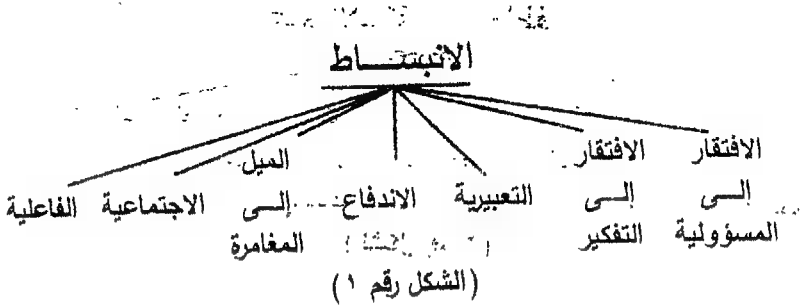 الانبساط
الافتقار إلى المسؤولية
الافتقار إلى التفكير
التعبيرية
الاندفاع
الميل إلى المغامرة
الاجتماعية
الفاعلية
(الشكل رقم ١)